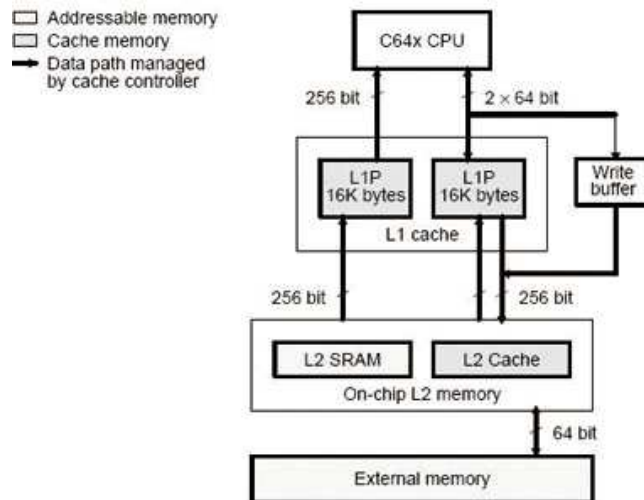 Addressable memory
Cache memory
Data path managed
by cache controller
C64x CPU
256 bit
2 × 64 bit
L1P
16K bytes
L1P
16K bytes
Write
buffer
L1 cache
256 bit
256 bit
L2 SRAM
L2 Cache
On-chip L2 memory
64 bit
External memory